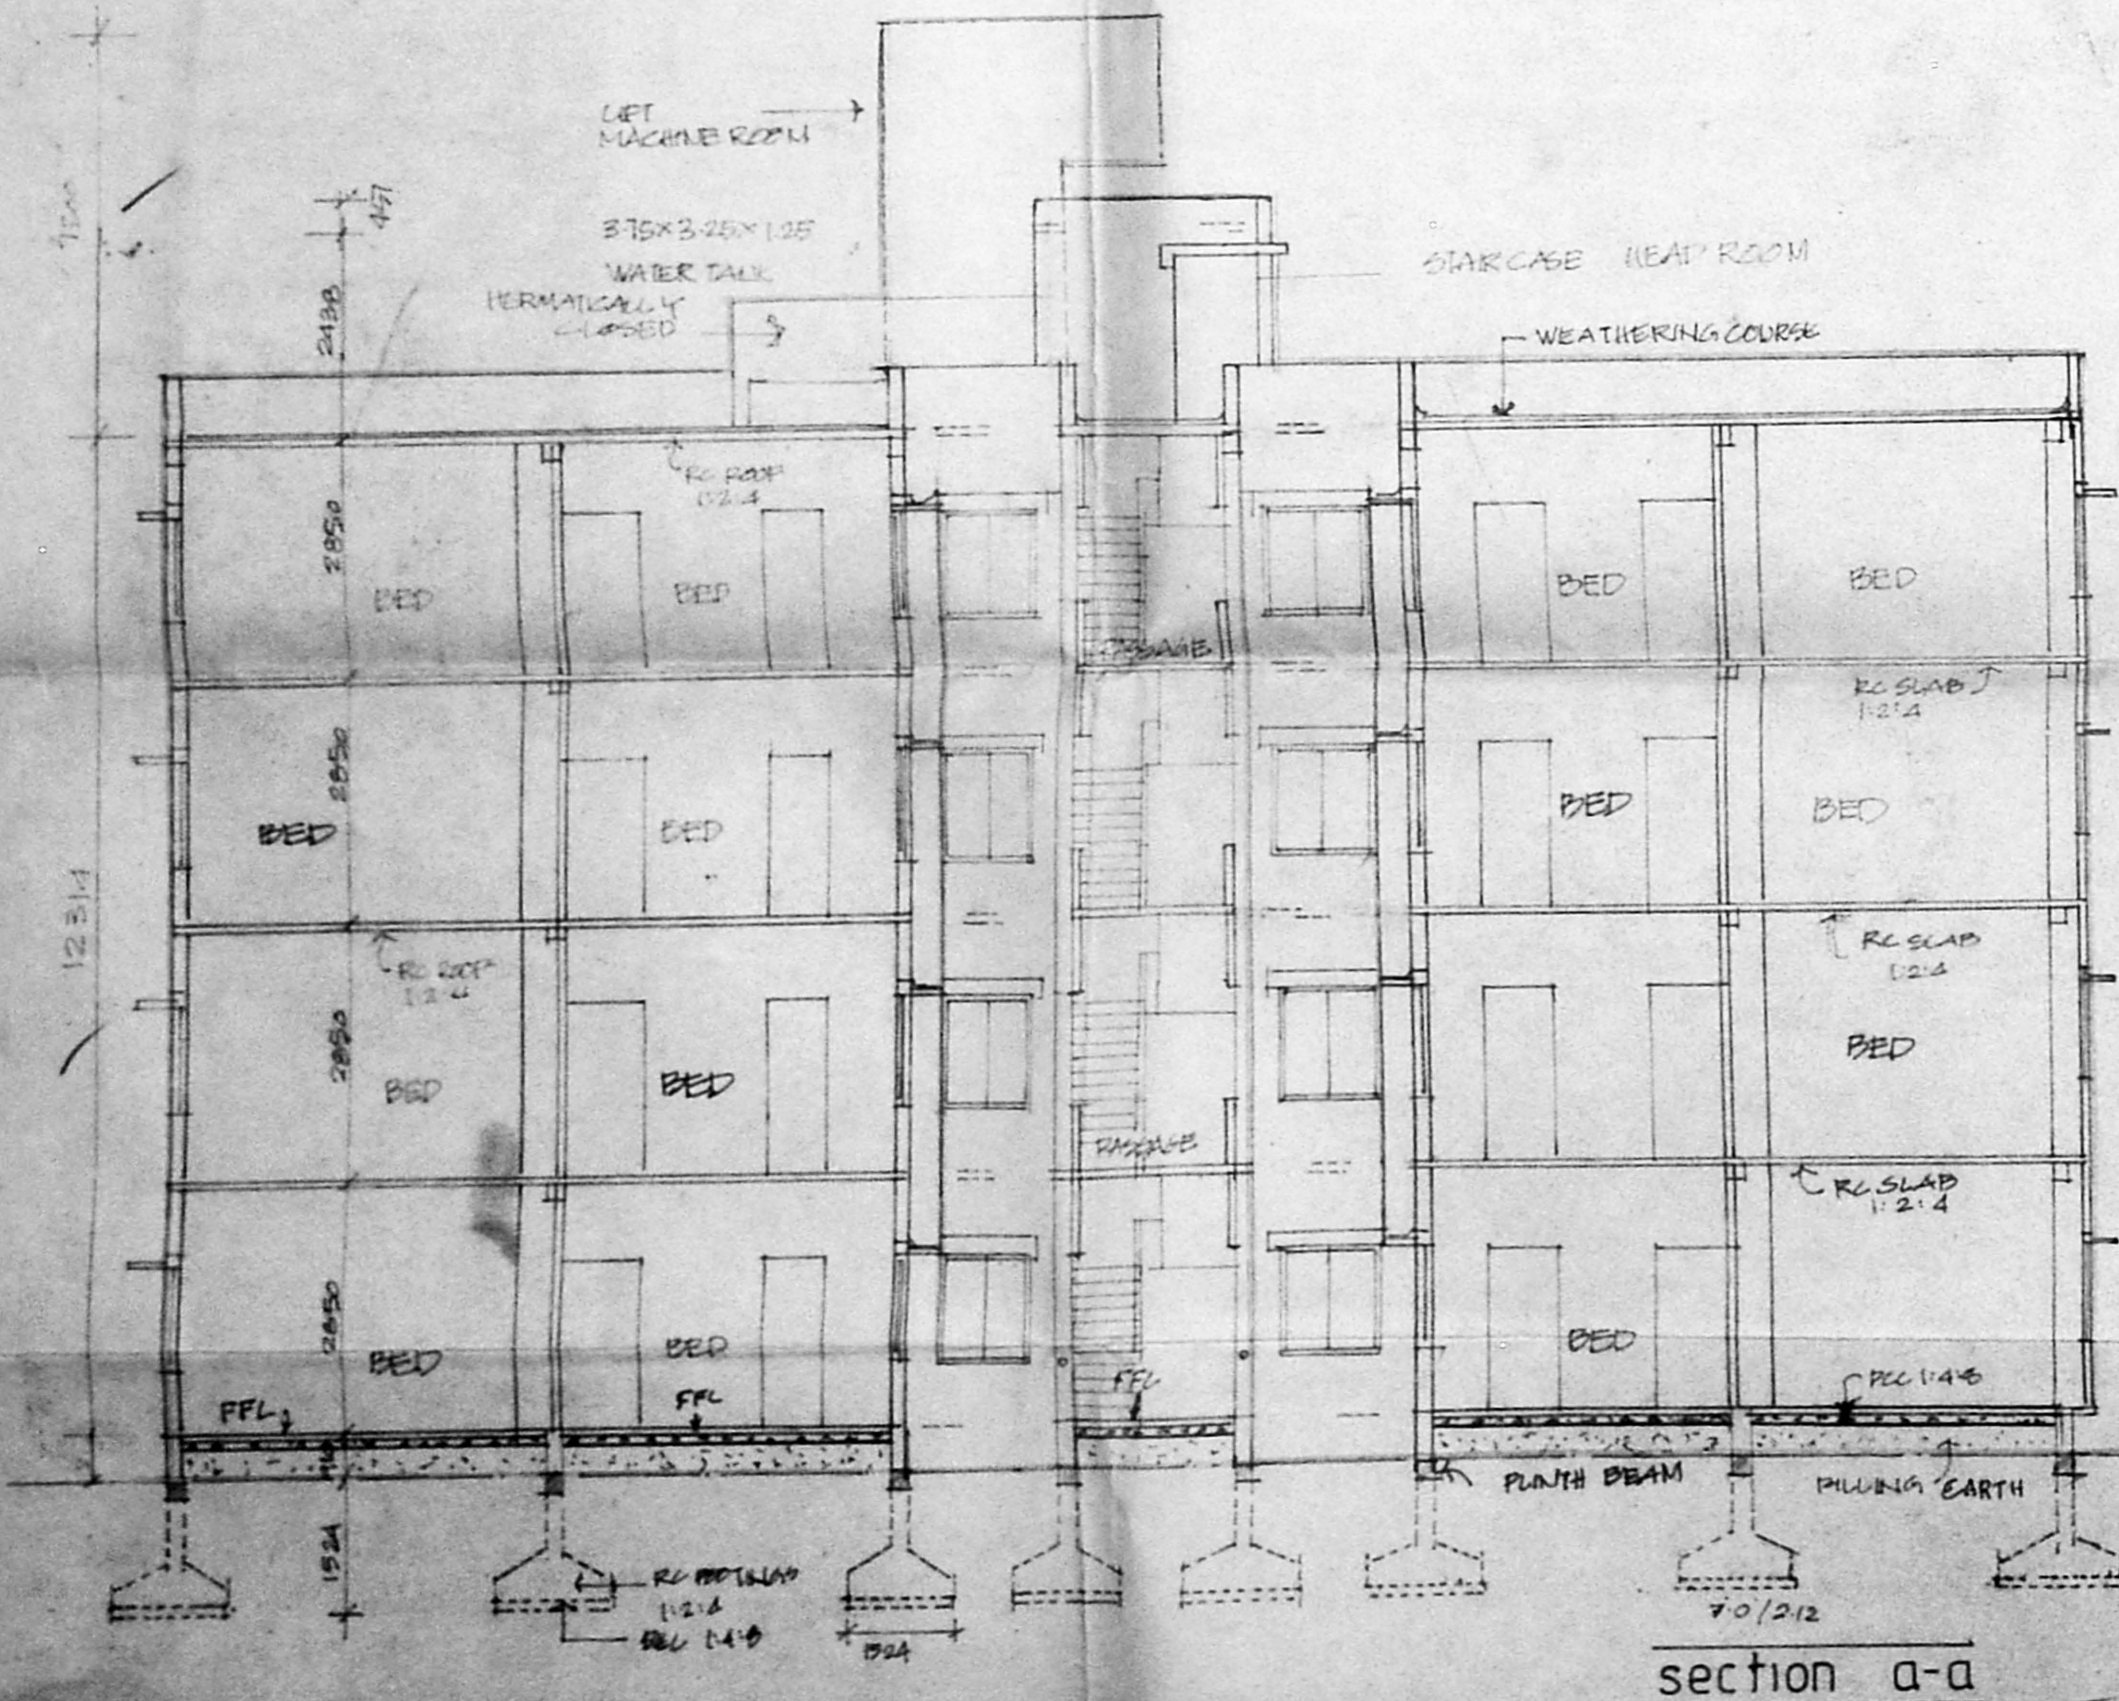 LIFT
MACHINE ROOM
457
3.75×3.25×1.25
WATER TANK
HERMATICALLY
CLOSED
STAIRCASE HEAD ROOM
2438
WEATHERING COURSE
RC ROOF
1:2:4
2850
BED
BED
BED
BED
PASSAGE
RC SLAB
1:2:4
2850
BED
BED
BED
BED
12314
RC ROOF
1:2:4
RC SLAB
1:2:4
2850
BED
BED
BED
PASSAGE
RC SLAB
1:2:4
2850
BED
BED
BED
FFL
FFL
FFL
PCC 1:4:8
PLINTH BEAM
FILLING EARTH
1524
RC FOOTINGS
1:2:4
PCC 1:4:8
1524
7.0/2.12
section a-a